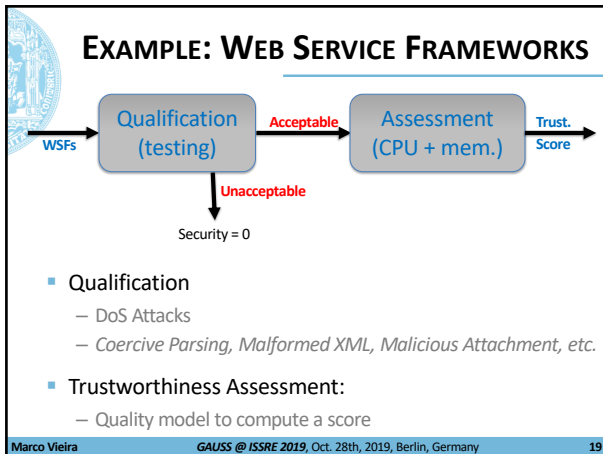 EXAMPLE: WEB SERVICE FRAMEWORKS
WSFs
Qualification
(testing)
Acceptable
Assessment
(CPU + mem.)
Trust.
Score
Unacceptable
Security = 0
▪ Qualification
– DoS Attacks
– Coercive Parsing, Malformed XML, Malicious Attachment, etc.
▪ Trustworthiness Assessment:
– Quality model to compute a score
Marco Vieira GAUSS @ ISSRE 2019, Oct. 28th, 2019, Berlin, Germany 19